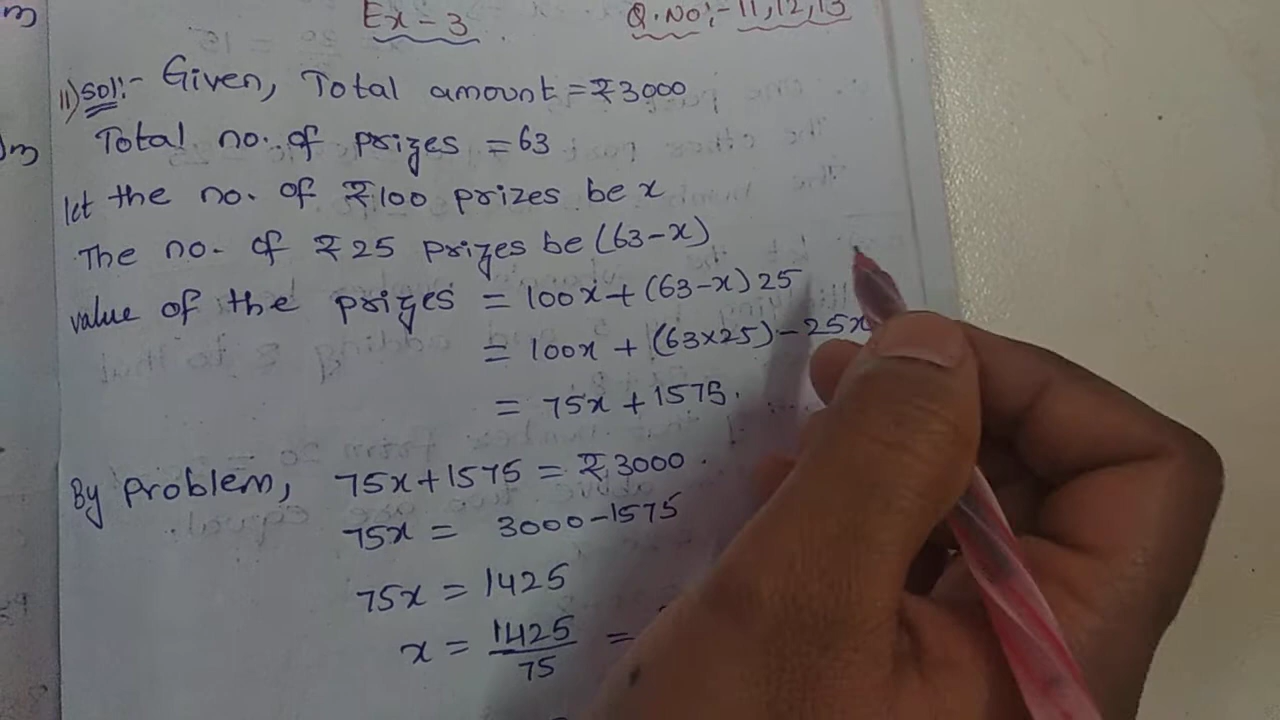 Ex-3 Q.No:- 11,12,13
11) Sol:- Given, Total amount = ₹3000
Total no. of prizes = 63
let the no. of ₹100 prizes be x
The no. of ₹25 prizes be (63-x)
value of the prizes = 100x + (63-x) 25
= 100x + (63x25) - 25x
= 75x + 1575.
By Problem, 75x+1575 = ₹3000.
75x = 3000-1575
75x = 1425
x = 1425/75 =